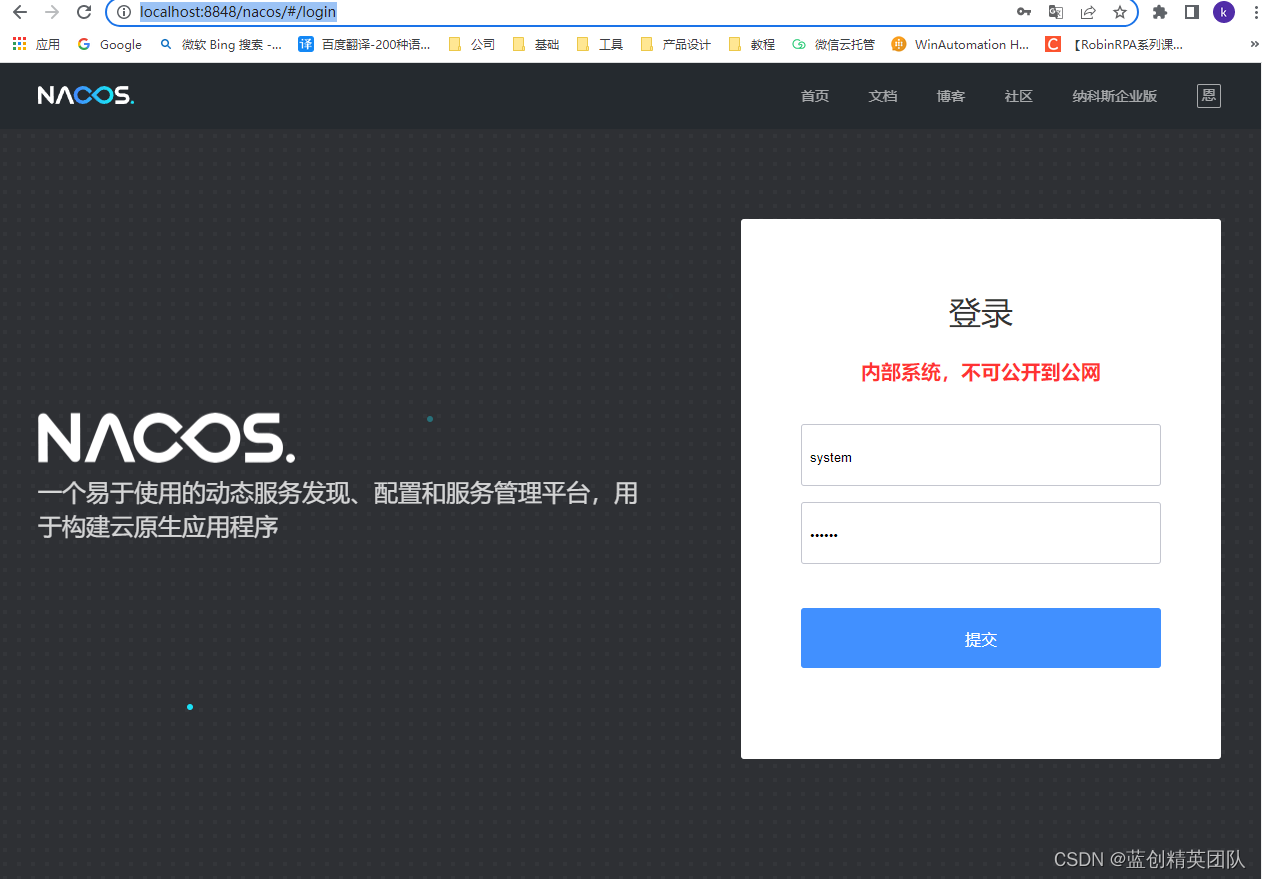 localhost:8848/nacos/#/login
k
应用 Google 微软 Bing 搜索 -... 译 百度翻译-200种语... 公司 基础 工具 产品设计 教程 微信云托管 WinAutomation H... C 【RobinRPA系列课... »
NACOS. 首页 文档 博客 社区 纳科斯企业版 恩
登录
内部系统，不可公开到公网
system
••••••
提交
NACOS.
一个易于使用的动态服务发现、配置和服务管理平台，用
于构建云原生应用程序
CSDN @蓝创精英团队